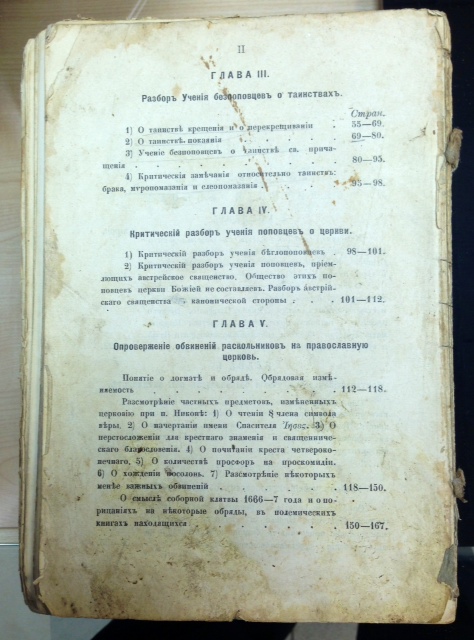 II
ГЛАВА III.
Разборъ Ученія безпоповцевъ о таинствахъ.
Стран.
1) О таинствѣ крещенія и о перекрещиваніи . 55—69.
2) О таинствѣ покаянія . . . . 69—80.
3) Ученіе безпоповцевъ о таинствѣ св. прича-
щенія . . . . . . . 80—95.
4) Критическія замѣчанія относительно таинствъ:
брака, мѵропомазанія и елеопомазанія . . . 95—98.
ГЛАВА IV.
Критическій разборъ ученія поповцевъ о церкви.
1) Критическій разборъ ученія бѣглопоповцевъ . 98—101.
2) Критическій разборъ ученія поповцевъ, пріем-
лющихъ австрейское священство. Общество этихъ по-
повцевъ церкви Божіей не составляетъ. Разборъ австрій-
скаго священства съ канонической стороны . . . 101—112.
ГЛАВА V.
Опроверженіе обвиненій раскольниковъ на православную
церковь.
Понятіе о догматѣ и обрядѣ. Обрядовая измѣ-
няемость . . . . . . . 112—118.
Разсмотрѣніе частныхъ предметовъ, измѣненныхъ
церковію при п. Никонѣ: 1) О чтеніи 8 члена символа
вѣры. 2) О начертаніи имени Спасителя 3) О
перстосложеніи для крестнаго знаменія и священниче-
скаго благословенія. 4) О почитаніи креста четвероко-
нечнаго. 5) О количествѣ просфоръ на проскомидіи.
6) О хожденіи посолонь. 7) Разсмотрѣніе нѣкоторыхъ
менѣе важныхъ обвиненій . . . . . 118—150.
О смыслѣ соборной клятвы 1666—7 года и о по-
рицаніяхъ на нѣкоторые обряды, въ полемическихъ
книгахъ находящихся . . . . . 150—167.